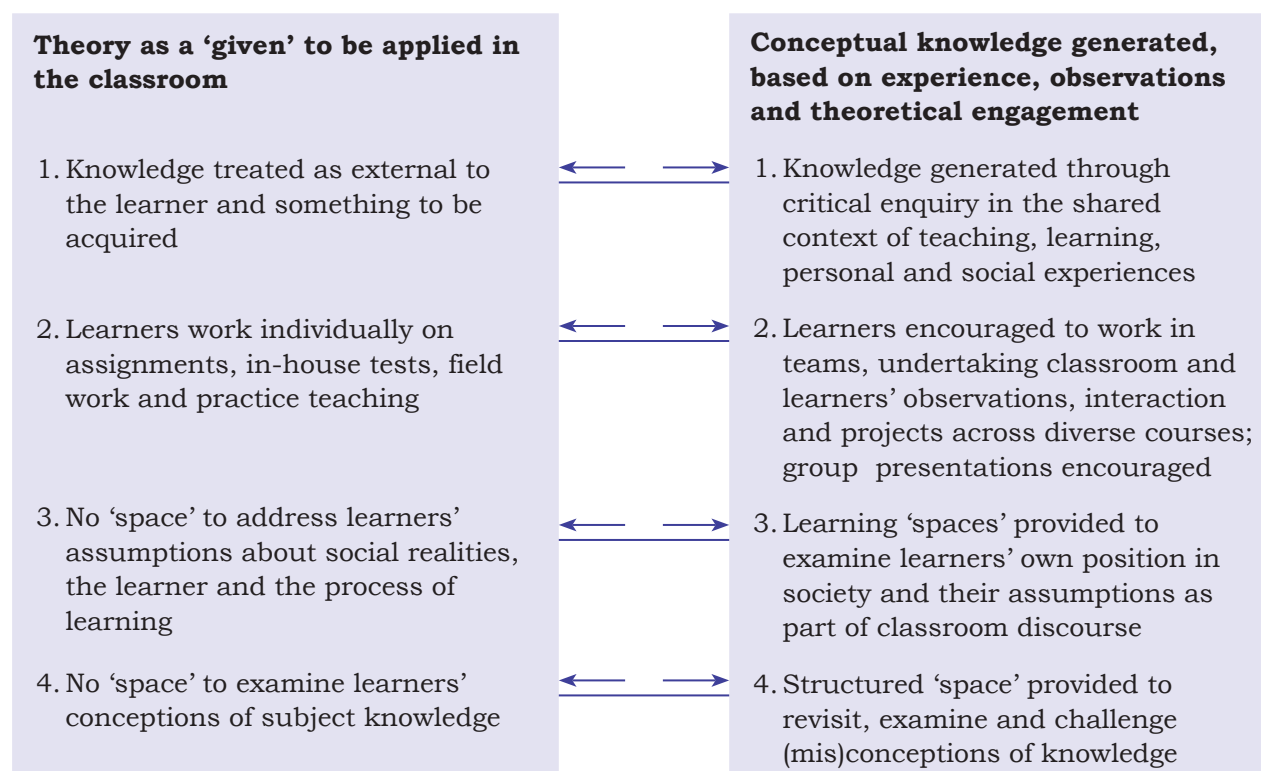 Theory as a ‘given’ to be applied in
the classroom
1. Knowledge treated as external to
the learner and something to be
acquired
2. Learners work individually on
assignments, in-house tests, field
work and practice teaching
3. No ‘space’ to address learners’
assumptions about social realities,
the learner and the process of
learning
4. No ‘space’ to examine learners’
conceptions of subject knowledge
Conceptual knowledge generated,
based on experience, observations
and theoretical engagement
1. Knowledge generated through
critical enquiry in the shared
context of teaching, learning,
personal and social experiences
2. Learners encouraged to work in
teams, undertaking classroom and
learners’ observations, interaction
and projects across diverse courses;
group presentations encouraged
3. Learning ‘spaces’ provided to
examine learners’ own position in
society and their assumptions as
part of classroom discourse
4. Structured ‘space’ provided to
revisit, examine and challenge
(mis)conceptions of knowledge